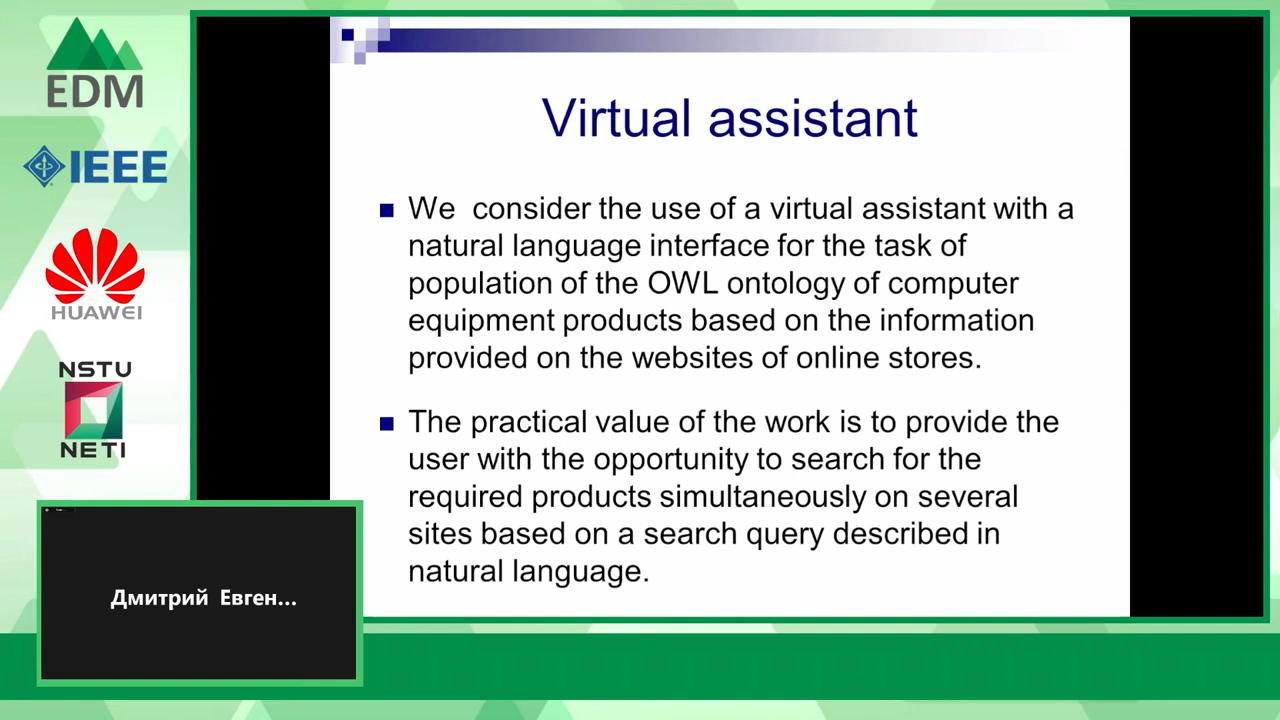 EDM
IEEE
HUAWEI
NSTU
NETI
Virtual assistant
We consider the use of a virtual assistant with a
natural language interface for the task of
population of the OWL ontology of computer
equipment products based on the information
provided on the websites of online stores.
The practical value of the work is to provide the
user with the opportunity to search for the
required products simultaneously on several
sites based on a search query described in
natural language.
Дмитрий Евген...